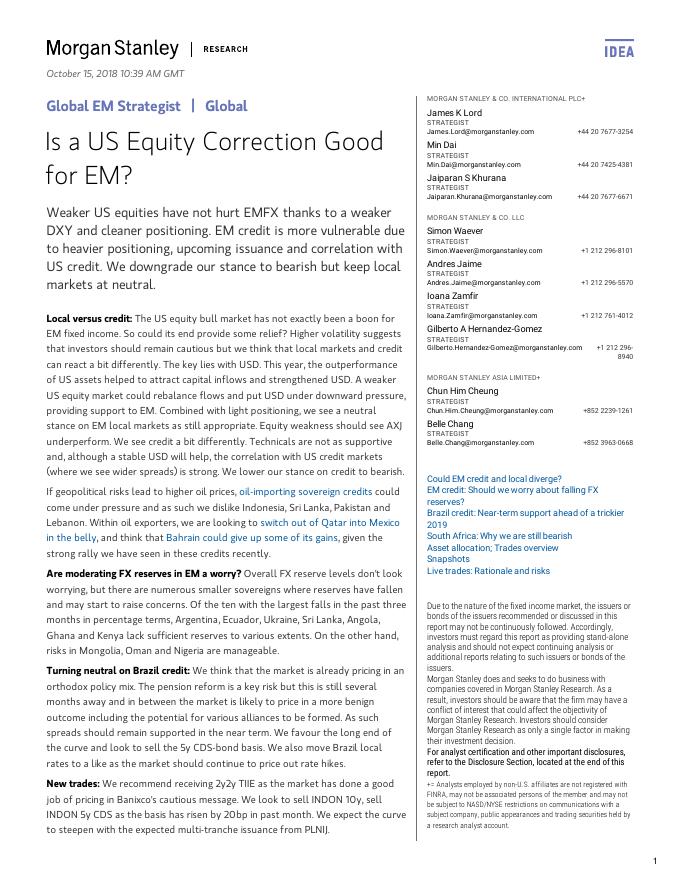 Morgan Stanley | RESEARCH
IDEA
October 15, 2018 10:39 AM GMT
Global EM Strategist | Global
Is a US Equity Correction Good
for EM?
Weaker US equities have not hurt EMFX thanks to a weaker
DXY and cleaner positioning. EM credit is more vulnerable due
to heavier positioning, upcoming issuance and correlation with
US credit. We downgrade our stance to bearish but keep local
markets at neutral.
Local versus credit: The US equity bull market has not exactly been a boon for
EM fixed income. So could its end provide some relief? Higher volatility suggests
that investors should remain cautious but we think that local markets and credit
can react a bit differently. The key lies with USD. This year, the outperformance
of US assets helped to attract capital inflows and strengthened USD. A weaker
US equity market could rebalance flows and put USD under downward pressure,
providing support to EM. Combined with light positioning, we see a neutral
stance on EM local markets as still appropriate. Equity weakness should see AXJ
underperform. We see credit a bit differently. Technicals are not as supportive
and, although a stable USD will help, the correlation with US credit markets
(where we see wider spreads) is strong. We lower our stance on credit to bearish.
If geopolitical risks lead to higher oil prices, oil-importing sovereign credits could
come under pressure and as such we dislike Indonesia, Sri Lanka, Pakistan and
Lebanon. Within oil exporters, we are looking to switch out of Qatar into Mexico
in the belly, and think that Bahrain could give up some of its gains, given the
strong rally we have seen in these credits recently.
Are moderating FX reserves in EM a worry? Overall FX reserve levels don't look
worrying, but there are numerous smaller sovereigns where reserves have fallen
and may start to raise concerns. Of the ten with the largest falls in the past three
months in percentage terms, Argentina, Ecuador, Ukraine, Sri Lanka, Angola,
Ghana and Kenya lack sufficient reserves to various extents. On the other hand,
risks in Mongolia, Oman and Nigeria are manageable.
Turning neutral on Brazil credit: We think that the market is already pricing in an
orthodox policy mix. The pension reform is a key risk but this is still several
months away and in between the market is likely to price in a more benign
outcome including the potential for various alliances to be formed. As such
spreads should remain supported in the near term. We favour the long end of
the curve and look to sell the 5y CDS-bond basis. We also move Brazil local
rates to a like as the market should continue to price out rate hikes.
New trades: We recommend receiving 2y2y TIIE as the market has done a good
job of pricing in Banixco's cautious message. We look to sell INDON 10y, sell
INDON 5y CDS as the basis has risen by 20bp in past month. We expect the curve
to steepen with the expected multi-tranche issuance from PLNIJ.
MORGAN STANLEY & CO. INTERNATIONAL PLC+
James K Lord
STRATEGIST
James.Lord@morganstanley.com +44 20 7677-3254
Min Dai
STRATEGIST
Min.Dai@morganstanley.com +44 20 7425-4381
Jaiparan S Khurana
STRATEGIST
Jaiparan.Khurana@morganstanley.com +44 20 7677-6671
MORGAN STANLEY & CO. LLC
Simon Waever
STRATEGIST
Simon.Waever@morganstanley.com +1 212 296-8101
Andres Jaime
STRATEGIST
Andres.Jaime@morganstanley.com +1 212 296-5570
Ioana Zamfir
STRATEGIST
Ioana.Zamfir@morganstanley.com +1 212 761-4012
Gilberto A Hernandez-Gomez
STRATEGIST
Gilberto.Hernandez-Gomez@morganstanley.com +1 212 296-
8940
MORGAN STANLEY ASIA LIMITED+
Chun Him Cheung
STRATEGIST
Chun.Him.Cheung@morganstanley.com +852 2239-1261
Belle Chang
STRATEGIST
Belle.Chang@morganstanley.com +852 3963-0668
Could EM credit and local diverge?
EM credit: Should we worry about falling FX
reserves?
Brazil credit: Near-term support ahead of a trickier
2019
South Africa: Why we are still bearish
Asset allocation; Trades overview
Snapshots
Live trades: Rationale and risks
Due to the nature of the fixed income market, the issuers or
bonds of the issuers recommended or discussed in this
report may not be continuously followed. Accordingly,
investors must regard this report as providing stand-alone
analysis and should not expect continuing analysis or
additional reports relating to such issuers or bonds of the
issuers.
Morgan Stanley does and seeks to do business with
companies covered in Morgan Stanley Research. As a
result, investors should be aware that the firm may have a
conflict of interest that could affect the objectivity of
Morgan Stanley Research. Investors should consider
Morgan Stanley Research as only a single factor in making
their investment decision.
For analyst certification and other important disclosures,
refer to the Disclosure Section, located at the end of this
report.
+= Analysts employed by non-U.S. affiliates are not registered with
FINRA, may not be associated persons of the member and may not
be subject to NASD/NYSE restrictions on communications with a
subject company, public appearances and trading securities held by
a research analyst account.
1